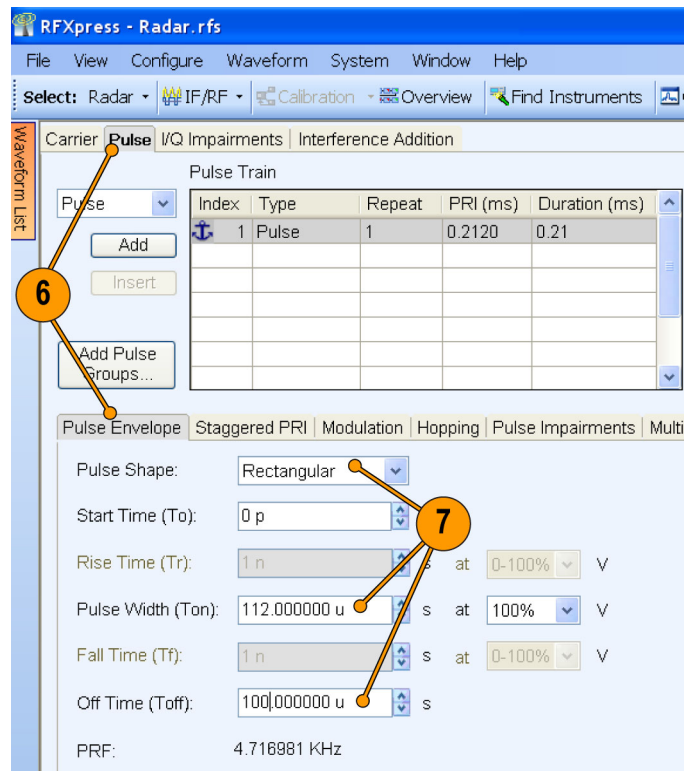 RFXpress - Radar.rfs
File View Configure Waveform System Window Help
Select: Radar IF/RF Calibration Overview Find Instruments
Waveform List
Carrier Pulse I/Q Impairments Interference Addition
Pulse Train
Pulse
Index Type Repeat PRI (ms) Duration (ms)
1 Pulse 1 0.2120 0.21
Add
Insert
6
Add Pulse Groups...
Pulse Envelope Staggered PRI Modulation Hopping Pulse Impairments Multi
Pulse Shape: Rectangular
7
Start Time (To): 0 p
Rise Time (Tr): 1 n s at 0-100% V
Pulse Width (Ton): 112.000000 u s at 100% V
Fall Time (Tf): 1 n s at 0-100% V
Off Time (Toff): 100.000000 u s
PRF: 4.716981 KHz